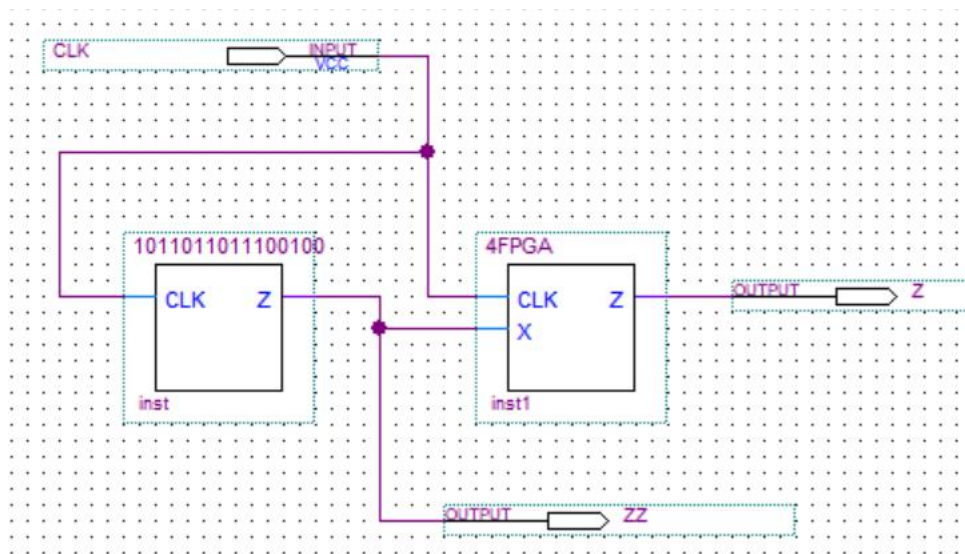 CLK
INPUT
VCC
1011011011100100
CLK
Z
inst
4FPGA
CLK
Z
X
inst1
OUTPUT
Z
OUTPUT
ZZ